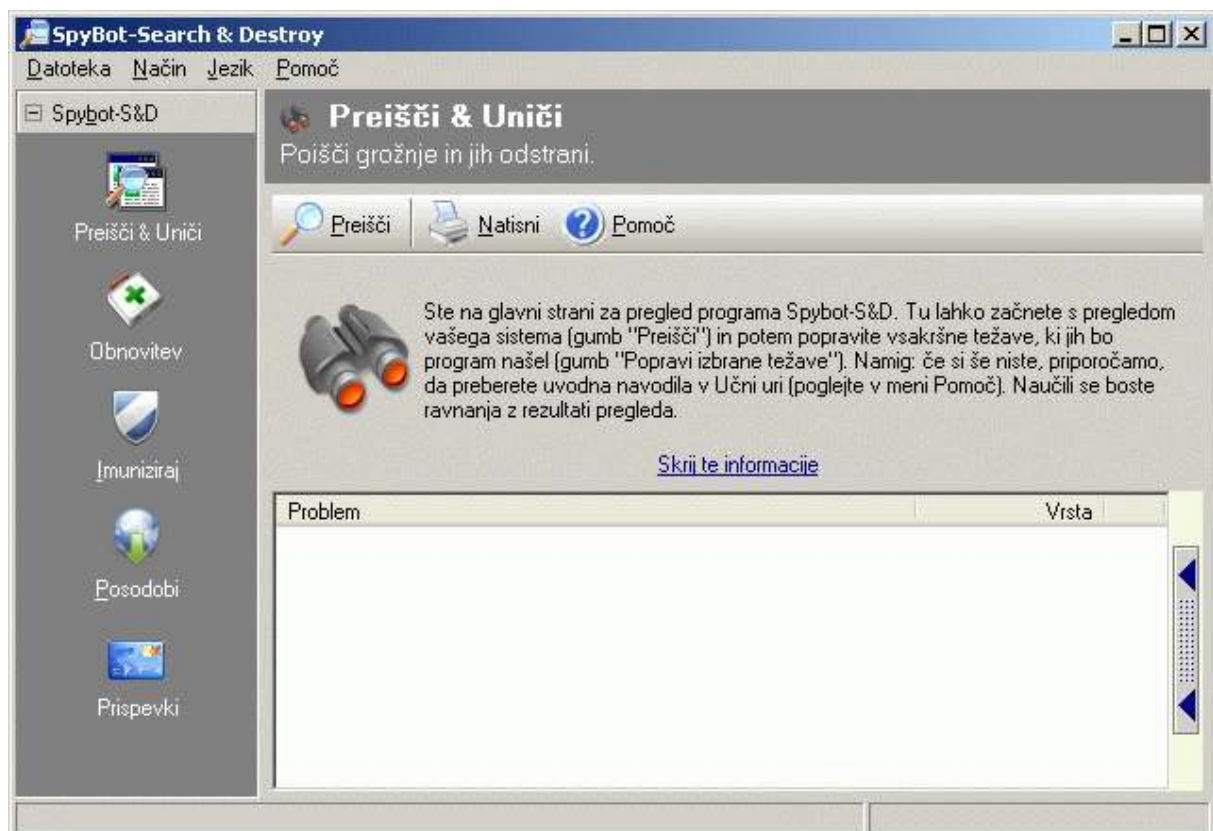 SpyBot-Search & Destroy
Datoteka Način Jezik Pomoč
Spybot-S&D
Preišči & Uniči
Obnovitev
Imuniziraj
Posodobi
Prispevki
Preišči & Uniči
Poišči grožnje in jih odstrani.
Preišči Natisni Pomoč
Ste na glavni strani za pregled programa Spybot-S&D. Tu lahko začnete s pregledom
vašega sistema (gumb "Preišči") in potem popravite vsakršne težave, ki jih bo
program našel (gumb "Popravi izbrane težave"). Namig: če si še niste, priporočamo,
da preberete uvodna navodila v Učni uri (poglejte v meni Pomoč). Naučili se boste
ravnanja z rezultati pregleda.
Skrij te informacije
Problem Vrsta